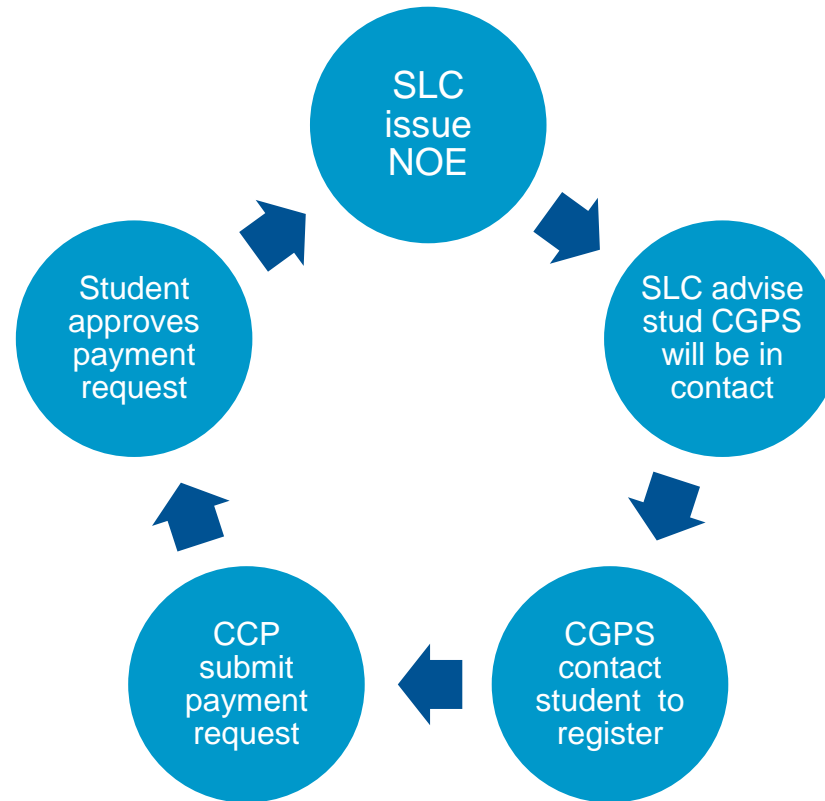 SLC
issue
NOE
SLC advise
stud CGPS
will be in
contact
CGPS
contact
student to
register
CCP
submit
payment
request
Student
approves
payment
request